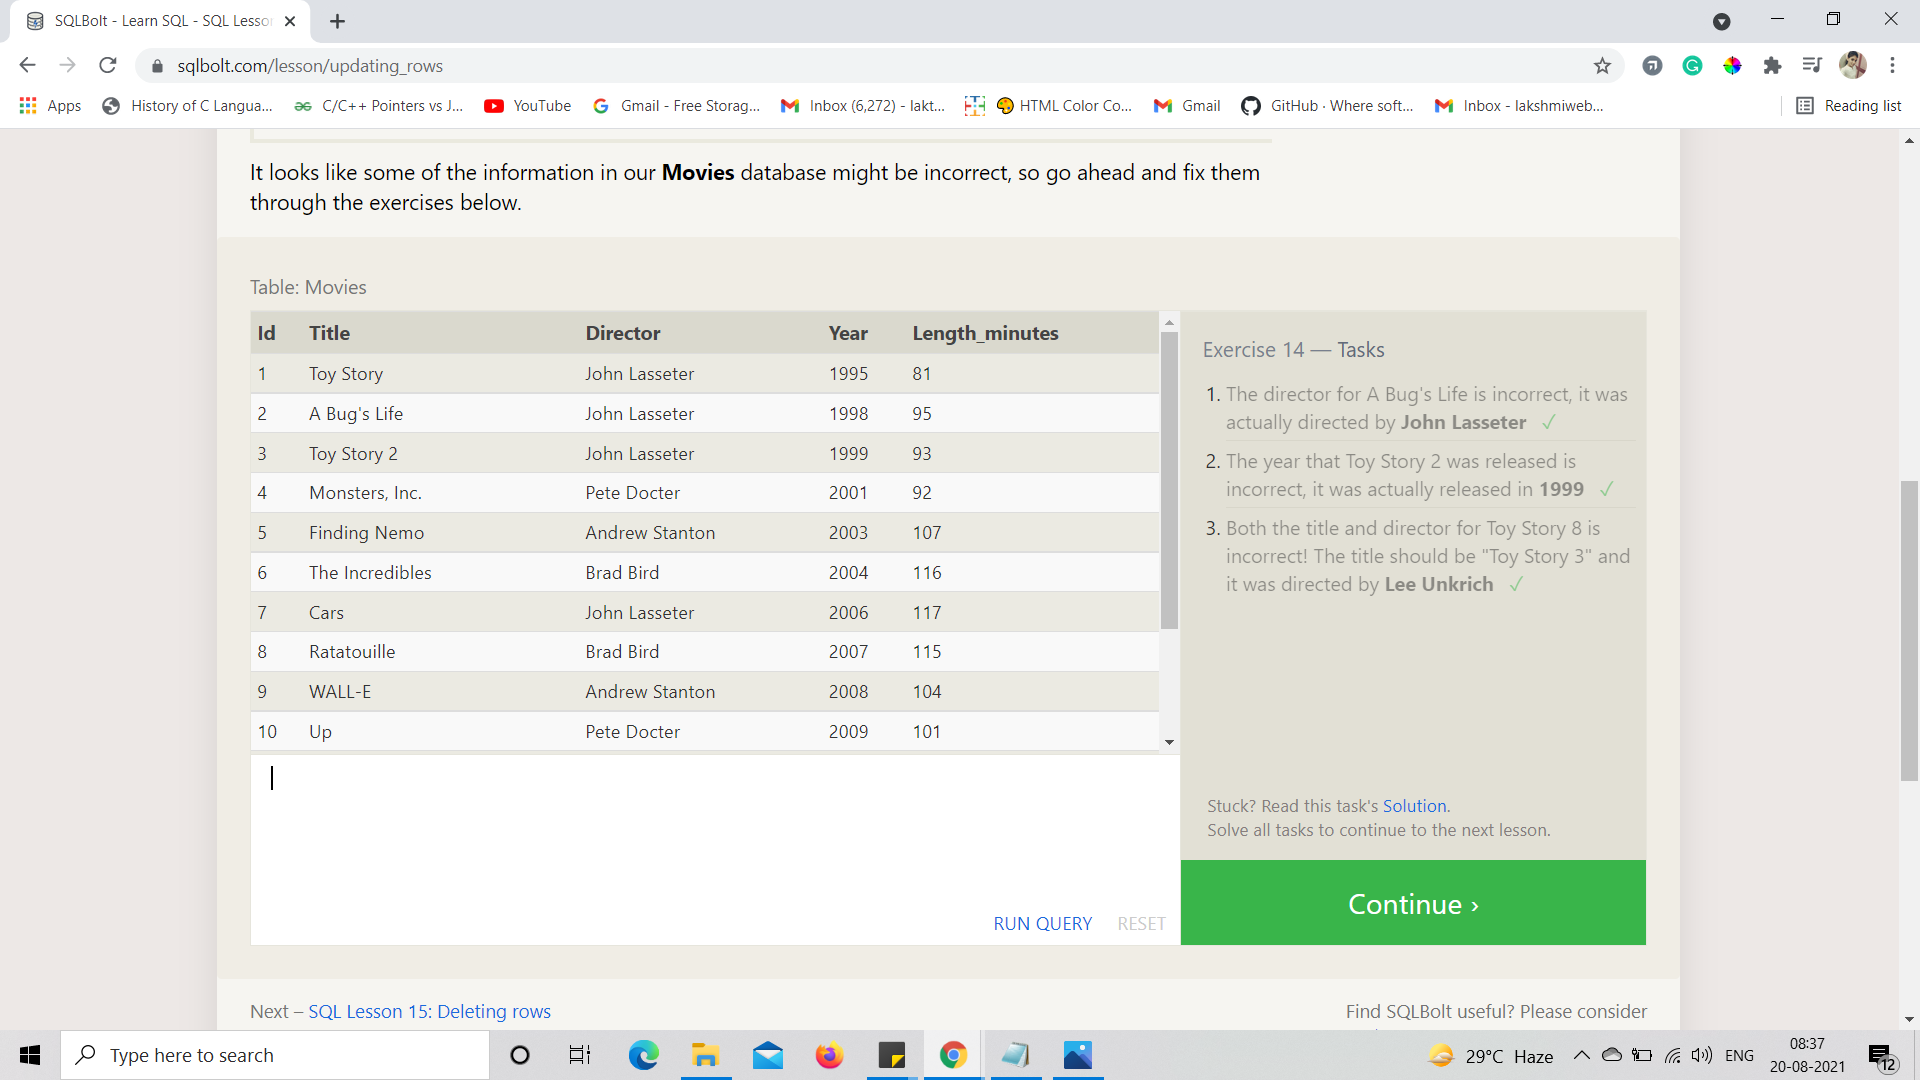 SQLBolt - Learn SQL - SQL Lesso
sqlbolt.com/lesson/updating_rows
Apps History of C Langua... C/C++ Pointers vs J... YouTube Gmail - Free Storag... Inbox (6,272) - lakt... HTML Color Co... Gmail GitHub · Where soft... Inbox - lakshmiweb... Reading list
It looks like some of the information in our Movies database might be incorrect, so go ahead and fix them
through the exercises below.
Table: Movies
Id Title Director Year Length_minutes
1 Toy Story John Lasseter 1995 81
2 A Bug's Life John Lasseter 1998 95
3 Toy Story 2 John Lasseter 1999 93
4 Monsters, Inc. Pete Docter 2001 92
5 Finding Nemo Andrew Stanton 2003 107
6 The Incredibles Brad Bird 2004 116
7 Cars John Lasseter 2006 117
8 Ratatouille Brad Bird 2007 115
9 WALL-E Andrew Stanton 2008 104
10 Up Pete Docter 2009 101
RUN QUERY RESET
Exercise 14 — Tasks
1. The director for A Bug's Life is incorrect, it was
actually directed by John Lasseter ✓
2. The year that Toy Story 2 was released is
incorrect, it was actually released in 1999 ✓
3. Both the title and director for Toy Story 8 is
incorrect! The title should be "Toy Story 3" and
it was directed by Lee Unkrich ✓
Stuck? Read this task's Solution.
Solve all tasks to continue to the next lesson.
Continue ›
Next – SQL Lesson 15: Deleting rows
Find SQLBolt useful? Please consider
Type here to search
29°C Haze
ENG
08:37
20-08-2021
12